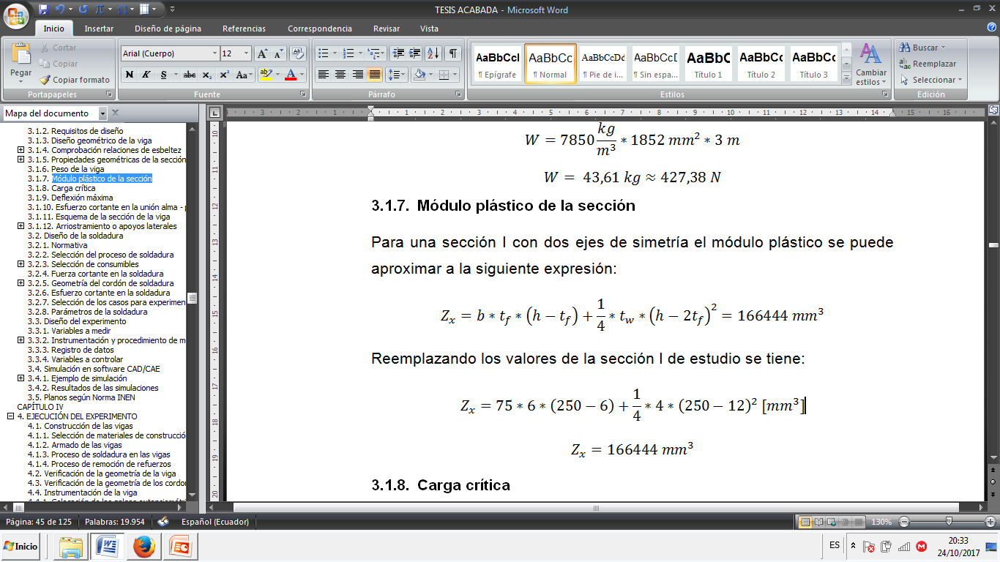 TESIS ACABADA - Microsoft Word
Inicio Insertar Diseño de página Referencias Correspondencia Revisar Vista
Pegar
Cortar
Copiar
Copiar formato
Portapapeles
Arial (Cuerpo) 12
N N S abc x₂ x² Aa
Fuente
Párrafo
AaBbCcI AaBbCc AaBbCcDd AaBbCcD AaBbC AaBbCc AaBbCc
¶ Epígrafe ¶ Normal ¶ Pie de i... ¶ Sin espa... Título 1 Título 2 Título 3
Cambiar estilos
Estilos
Buscar
Reemplazar
Seleccionar
Edición
Mapa del documento
3.1.2. Requisitos de diseño
3.1.3. Diseño geométrico de la viga
3.1.4. Comprobación relaciones de esbeltez
3.1.5. Propiedades geométricas de la sección
3.1.6. Peso de la viga
3.1.7. Módulo plástico de la sección
3.1.8. Carga crítica
3.1.9. Deflexión máxima
3.1.10. Esfuerzo cortante en la unión alma - p
3.1.11. Esquema de la sección de la viga
3.1.12. Arriostramiento o apoyos laterales
3.2. Diseño de la soldadura
3.2.1. Normativa
3.2.2. Selección del proceso de soldadura
3.2.3. Selección de consumibles
3.2.4. Fuerza cortante en la soldadura
3.2.5. Geometría del cordón de soldadura
3.2.6. Esfuerzo cortante en la soldadura
3.2.7. Selección de los casos para experimen
3.2.8. Parámetros de la soldadura
3.3. Diseño del experimento
3.3.1. Variables a medir
3.3.2. Instrumentación y procedimiento de m
3.3.3. Registro de datos
3.3.4. Variables a controlar
3.4. Simulación en software CAD/CAE
3.4.1. Ejemplo de simulación
3.4.2. Resultados de las simulaciones
3.5. Planos según Norma INEN
CAPÍTULO IV
4. EJECUCIÓN DEL EXPERIMENTO
4.1. Construcción de las vigas
4.1.1. Selección de materiales de construcció
4.1.2. Armado de las vigas
4.1.3. Proceso de soldadura en las vigas
4.1.4. Proceso de remoción de refuerzos
4.2. Verificación de la geometría de la viga
4.3. Verificación de la geometría de los cordor
4.4. Instrumentación de la viga
W = 7850 kg/m³ * 1852 mm² * 3 m
W = 43,61 kg ≈ 427,38 N
3.1.7. Módulo plástico de la sección
Para una sección I con dos ejes de simetría el módulo plástico se puede
aproximar a la siguiente expresión:
Zₓ = b * t_f * (h − t_f) + 1/4 * t_w * (h − 2t_f)² = 166444 mm³
Reemplazando los valores de la sección I de estudio se tiene:
Zₓ = 75 * 6 * (250 − 6) + 1/4 * 4 * (250 − 12)² [mm³]
Zₓ = 166444 mm³
3.1.8. Carga crítica
Página: 45 de 125 Palabras: 19.954 Español (Ecuador) 130%
Inicio
ES
20:33
24/10/2017